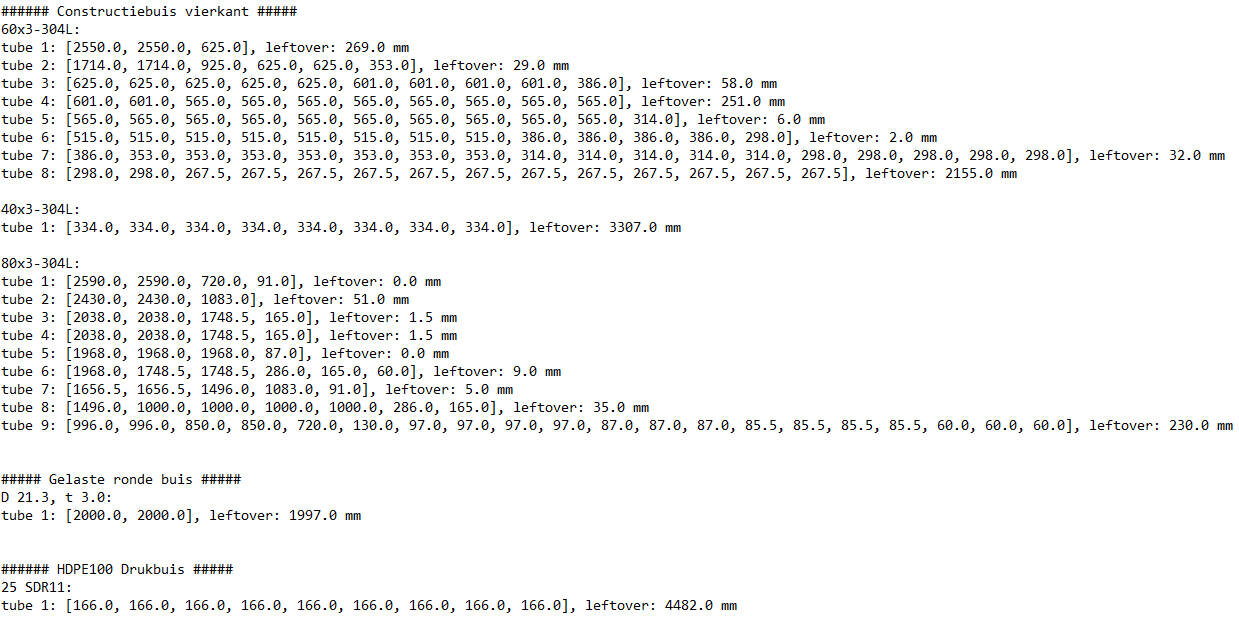 ###### Constructiebuis vierkant #####
60x3-304L:
tube 1: [2550.0, 2550.0, 625.0], leftover: 269.0 mm
tube 2: [1714.0, 1714.0, 925.0, 625.0, 625.0, 353.0], leftover: 29.0 mm
tube 3: [625.0, 625.0, 625.0, 625.0, 625.0, 601.0, 601.0, 601.0, 601.0, 386.0], leftover: 58.0 mm
tube 4: [601.0, 601.0, 565.0, 565.0, 565.0, 565.0, 565.0, 565.0, 565.0, 565.0], leftover: 251.0 mm
tube 5: [565.0, 565.0, 565.0, 565.0, 565.0, 565.0, 565.0, 565.0, 565.0, 565.0, 314.0], leftover: 6.0 mm
tube 6: [515.0, 515.0, 515.0, 515.0, 515.0, 515.0, 515.0, 515.0, 386.0, 386.0, 386.0, 386.0, 298.0], leftover: 2.0 mm
tube 7: [386.0, 353.0, 353.0, 353.0, 353.0, 353.0, 353.0, 353.0, 314.0, 314.0, 314.0, 314.0, 314.0, 298.0, 298.0, 298.0, 298.0, 298.0], leftover: 32.0 mm
tube 8: [298.0, 298.0, 267.5, 267.5, 267.5, 267.5, 267.5, 267.5, 267.5, 267.5, 267.5, 267.5, 267.5, 267.5], leftover: 2155.0 mm

40x3-304L:
tube 1: [334.0, 334.0, 334.0, 334.0, 334.0, 334.0, 334.0, 334.0], leftover: 3307.0 mm

80x3-304L:
tube 1: [2590.0, 2590.0, 720.0, 91.0], leftover: 0.0 mm
tube 2: [2430.0, 2430.0, 1083.0], leftover: 51.0 mm
tube 3: [2038.0, 2038.0, 1748.5, 165.0], leftover: 1.5 mm
tube 4: [2038.0, 2038.0, 1748.5, 165.0], leftover: 1.5 mm
tube 5: [1968.0, 1968.0, 1968.0, 87.0], leftover: 0.0 mm
tube 6: [1968.0, 1748.5, 1748.5, 286.0, 165.0, 60.0], leftover: 9.0 mm
tube 7: [1656.5, 1656.5, 1496.0, 1083.0, 91.0], leftover: 5.0 mm
tube 8: [1496.0, 1000.0, 1000.0, 1000.0, 1000.0, 286.0, 165.0], leftover: 35.0 mm
tube 9: [996.0, 996.0, 850.0, 850.0, 720.0, 130.0, 97.0, 97.0, 97.0, 97.0, 87.0, 87.0, 87.0, 85.5, 85.5, 85.5, 85.5, 60.0, 60.0, 60.0], leftover: 230.0 mm

##### Gelaste ronde buis #####
D 21.3, t 3.0:
tube 1: [2000.0, 2000.0], leftover: 1997.0 mm

###### HDPE100 Drukbuis #####
25 SDR11:
tube 1: [166.0, 166.0, 166.0, 166.0, 166.0, 166.0, 166.0, 166.0, 166.0], leftover: 4482.0 mm